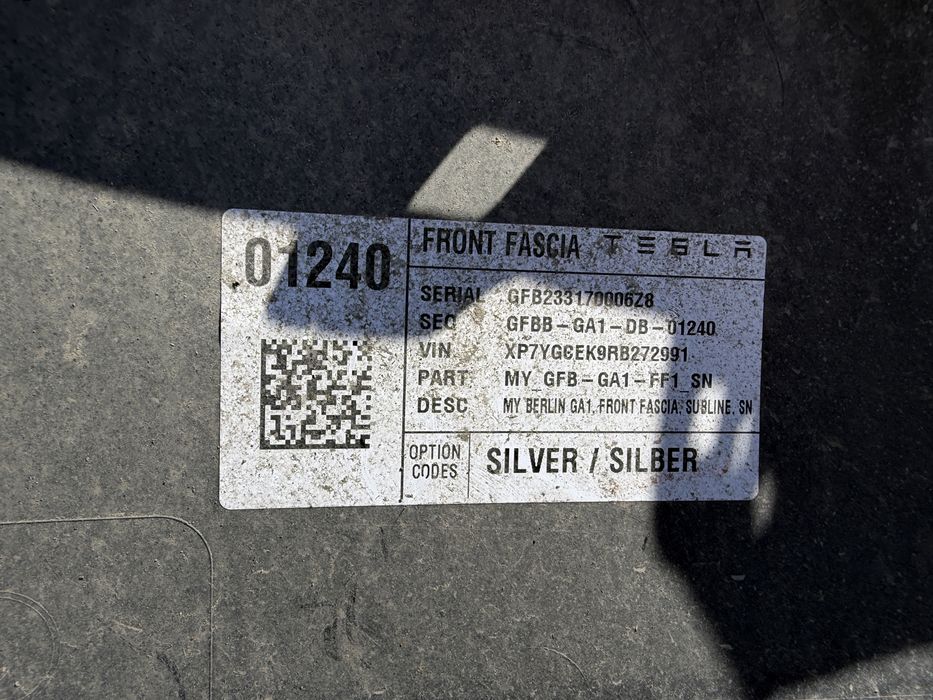 01240
FRONT FASCIA TESLA
SERIAL GFB233170006Z8
SEQ GFBB-GA1-DB-01240
VIN XP7YGCEK9RB272991
PART MY_GFB-GA1-FF1_SN
DESC MY BERLIN GA1, FRONT FASCIA, SUBLINE, SN
OPTION CODES SILVER / SILBER